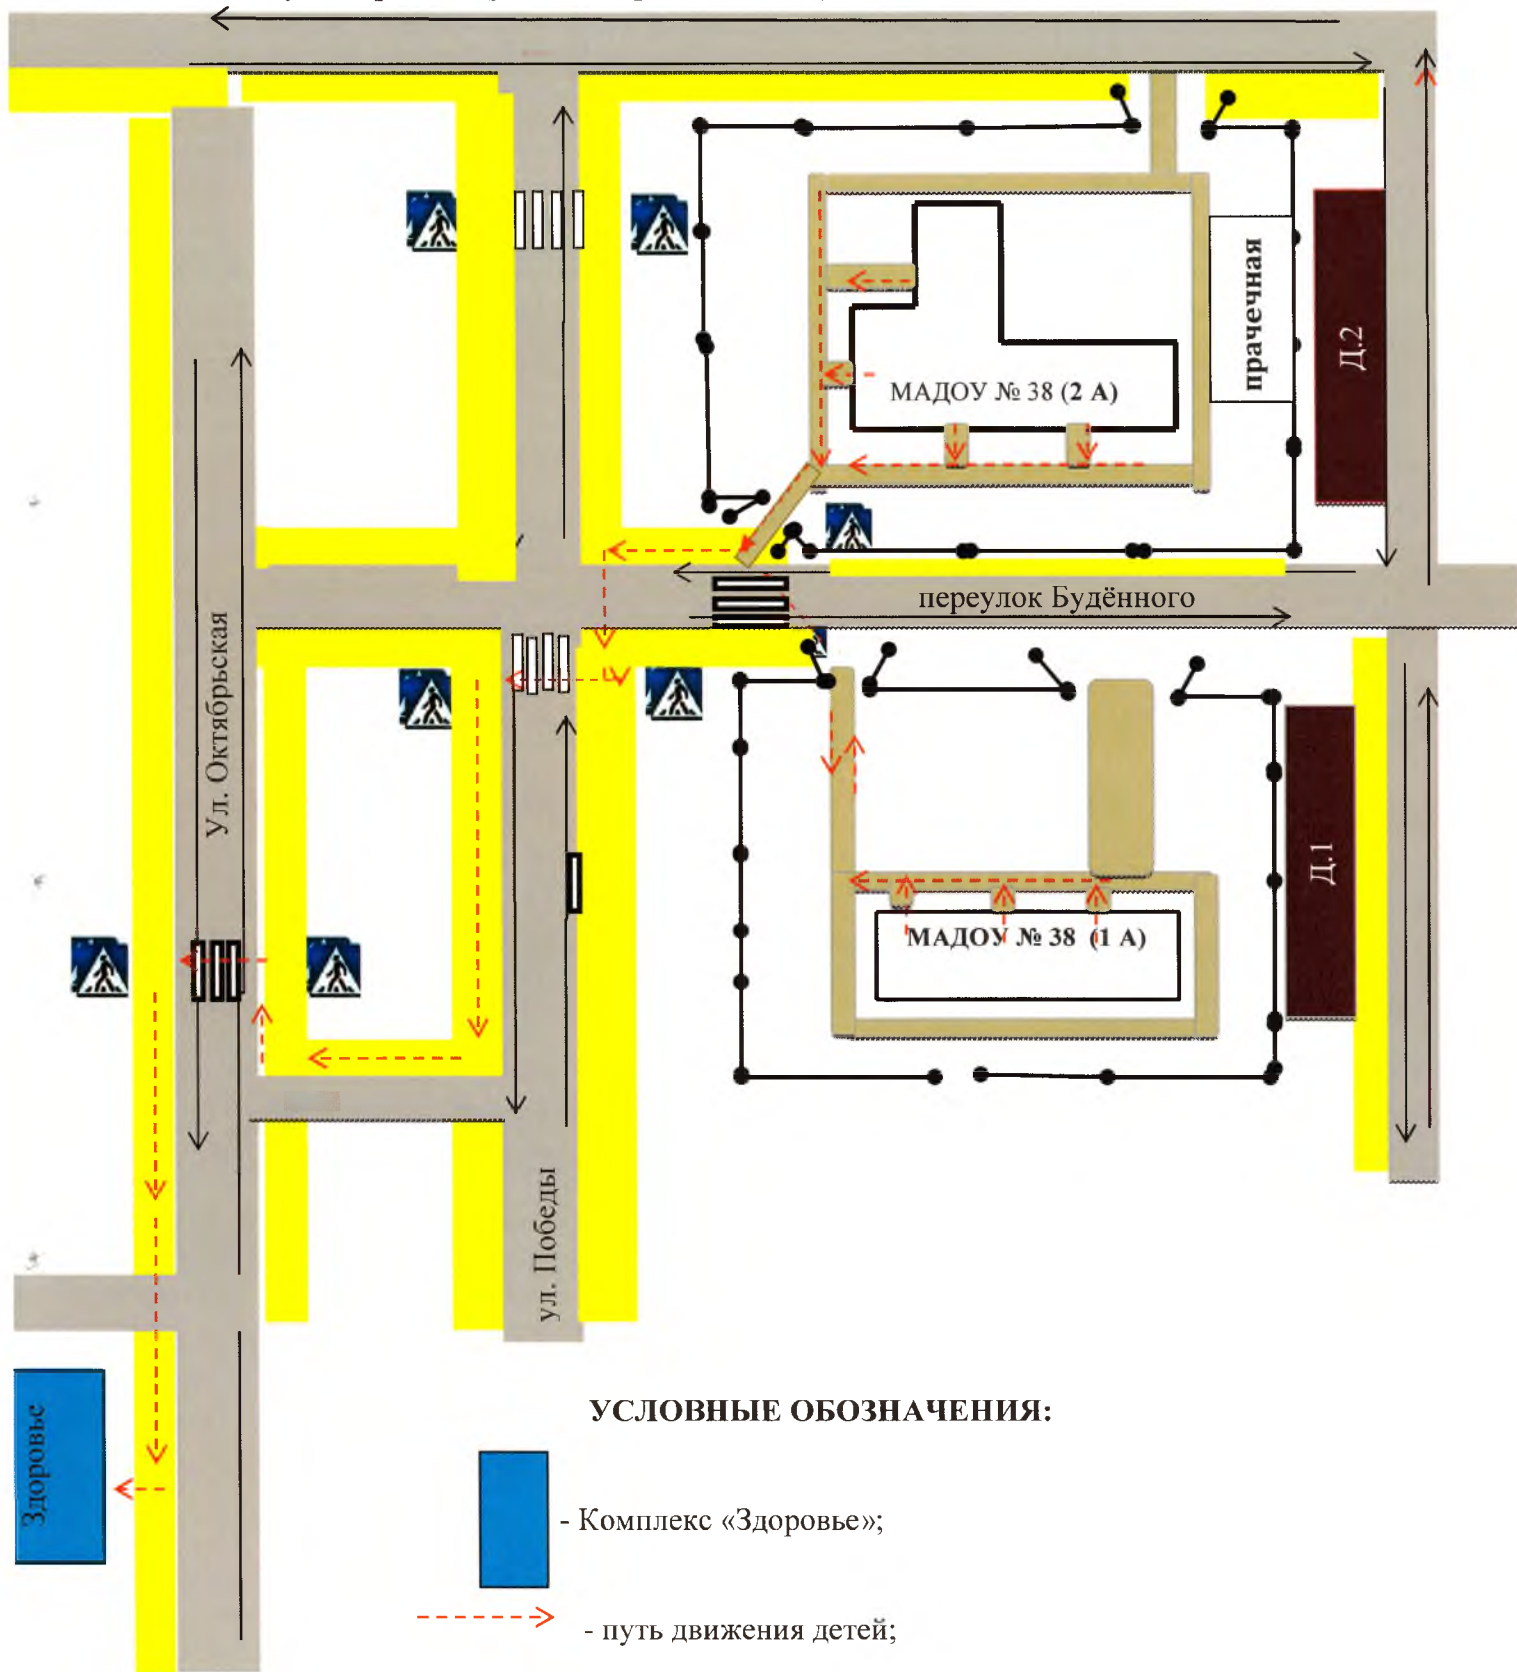 прачечная
Д.2
МАДОУ № 38 (2 А)
переулок Будённого
Ул. Октябрьская
Д.1
МАДОУ № 38 (1 А)
ул. Победы
Здоровье
УСЛОВНЫЕ ОБОЗНАЧЕНИЯ:
- Комплекс «Здоровье»;
- путь движения детей;